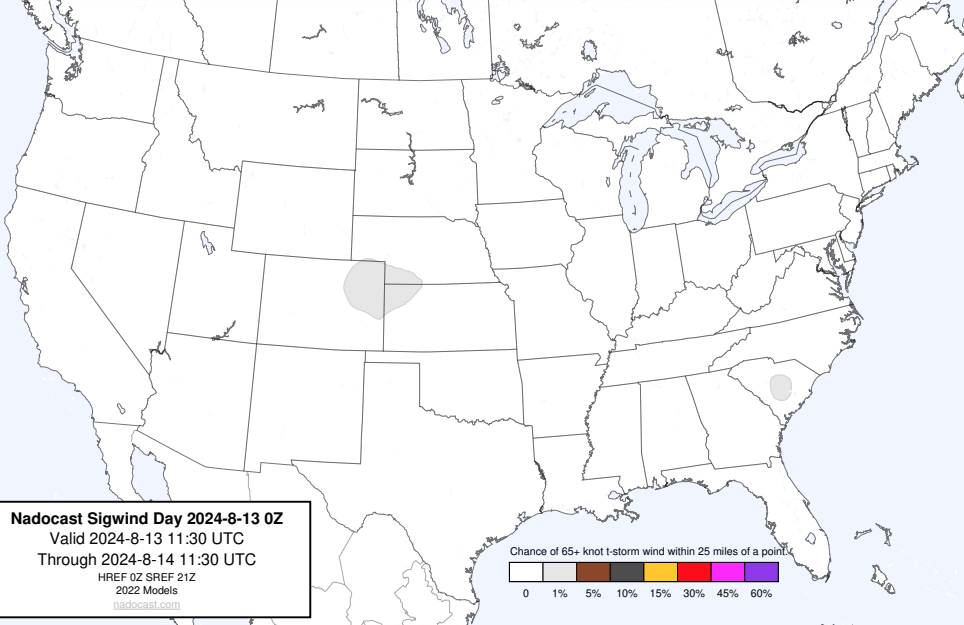 Nadocast Sigwind Day 2024-8-13 0Z
Valid 2024-8-13 11:30 UTC
Through 2024-8-14 11:30 UTC
HREF 0Z SREF 21Z
2022 Models
nadocast.com
Chance of 65+ knot t-storm wind within 25 miles of a point.
0 1% 5% 10% 15% 30% 45% 60%